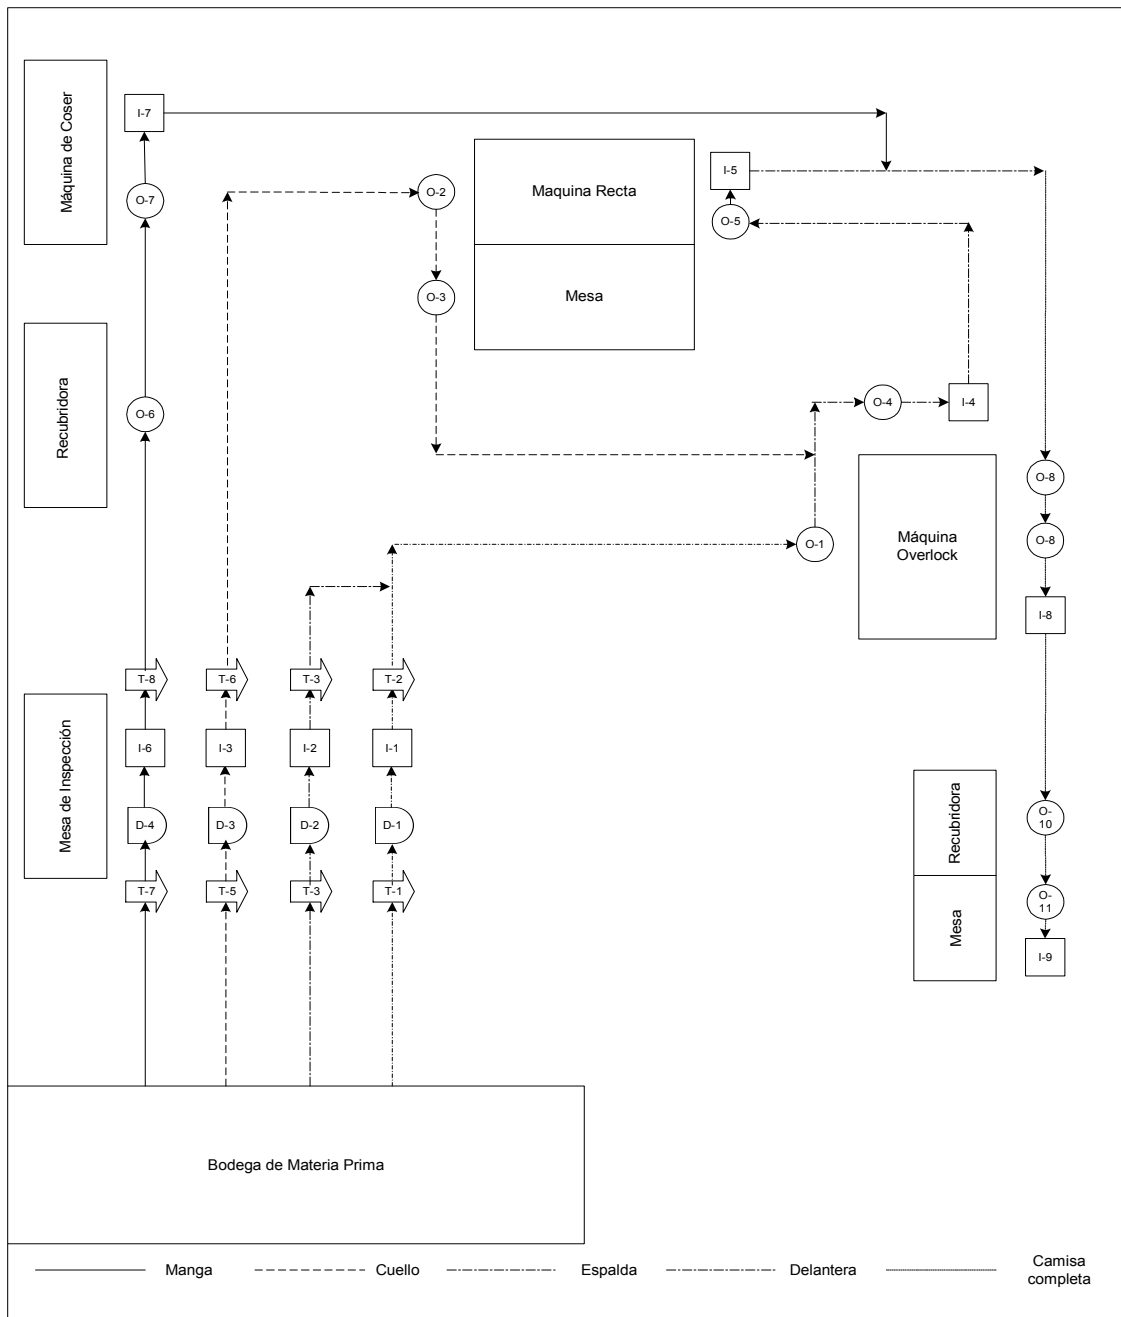 Máquina de Coser
I-7
O-7
O-2
Maquina Recta
I-5
O-5
O-3
Mesa
Recubridora
O-6
O-4
I-4
O-8
O-1
Máquina
Overlock
O-8
I-8
T-8
T-6
T-3
T-2
Mesa de Inspección
I-6
I-3
I-2
I-1
D-4
D-3
D-2
D-1
T-7
T-5
T-3
T-1
Recubridora
O-
10
Mesa
O-
11
I-9
Bodega de Materia Prima
Manga
Cuello
Espalda
Delantera
Camisa
completa